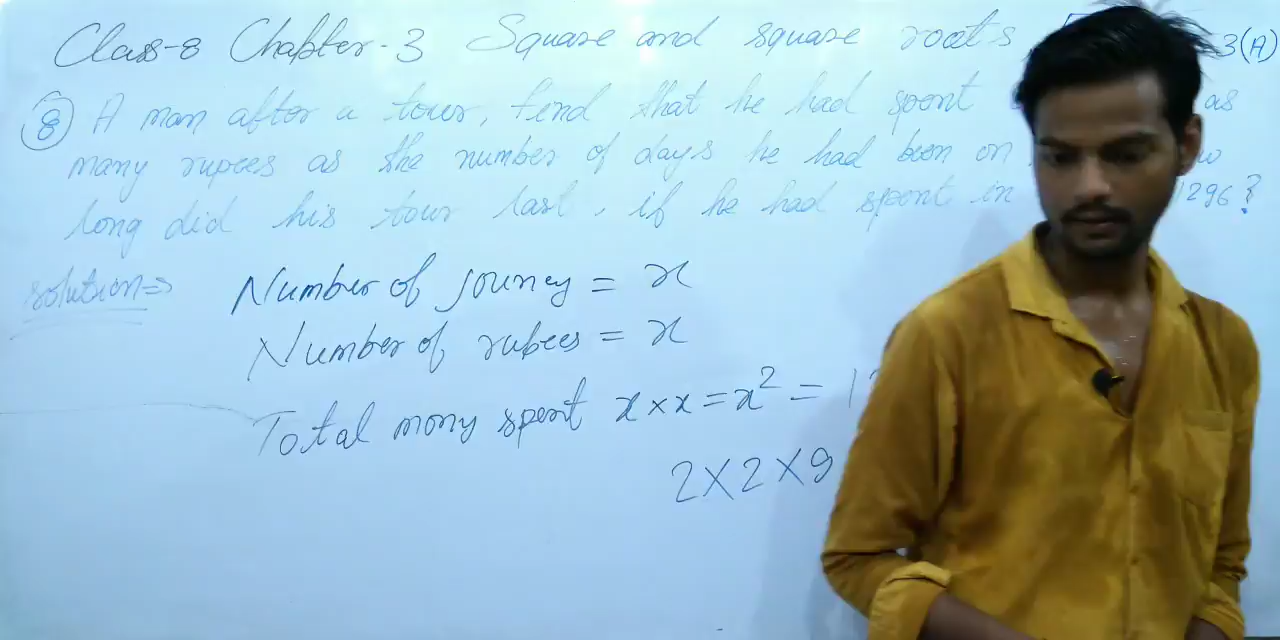 Class-8 Chapter-3 Square and square roots 3(A)
(8) A man after a tour, find that he had spent as
many rupees as the number of days he had been on
long did his tour last, if he had spent in 1296?
solution⇒ Number of jouney = x
Number of rupees = x
Total mony spent x×x=x² = 1
2×2×9